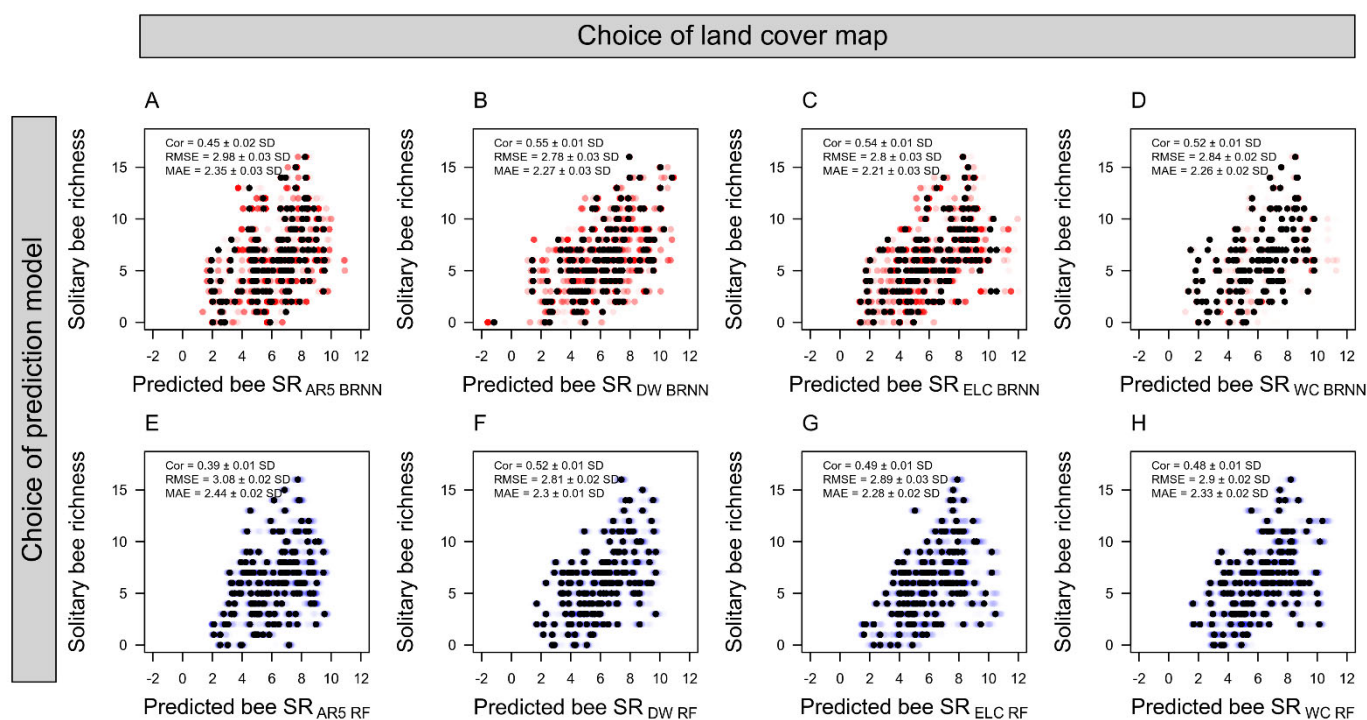 Choice of land cover map
Choice of prediction model
A
Solitary bee richness
Cor = 0.45 ± 0.02 SD
RMSE = 2.98 ± 0.03 SD
MAE = 2.35 ± 0.03 SD
15
10
5
0
-2 0 2 4 6 8 10 12
Predicted bee SR AR5 BRNN
B
Solitary bee richness
Cor = 0.55 ± 0.01 SD
RMSE = 2.78 ± 0.03 SD
MAE = 2.27 ± 0.03 SD
15
10
5
0
-2 0 2 4 6 8 10 12
Predicted bee SR DW BRNN
C
Solitary bee richness
Cor = 0.54 ± 0.01 SD
RMSE = 2.8 ± 0.03 SD
MAE = 2.21 ± 0.03 SD
15
10
5
0
-2 0 2 4 6 8 10 12
Predicted bee SR ELC BRNN
D
Solitary bee richness
Cor = 0.52 ± 0.01 SD
RMSE = 2.84 ± 0.02 SD
MAE = 2.26 ± 0.02 SD
15
10
5
0
-2 0 2 4 6 8 10 12
Predicted bee SR WC BRNN
E
Solitary bee richness
Cor = 0.39 ± 0.01 SD
RMSE = 3.08 ± 0.02 SD
MAE = 2.44 ± 0.02 SD
15
10
5
0
-2 0 2 4 6 8 10 12
Predicted bee SR AR5 RF
F
Solitary bee richness
Cor = 0.52 ± 0.01 SD
RMSE = 2.81 ± 0.02 SD
MAE = 2.3 ± 0.01 SD
15
10
5
0
-2 0 2 4 6 8 10 12
Predicted bee SR DW RF
G
Solitary bee richness
Cor = 0.49 ± 0.01 SD
RMSE = 2.89 ± 0.03 SD
MAE = 2.28 ± 0.02 SD
15
10
5
0
-2 0 2 4 6 8 10 12
Predicted bee SR ELC RF
H
Solitary bee richness
Cor = 0.48 ± 0.01 SD
RMSE = 2.9 ± 0.02 SD
MAE = 2.33 ± 0.02 SD
15
10
5
0
-2 0 2 4 6 8 10 12
Predicted bee SR WC RF